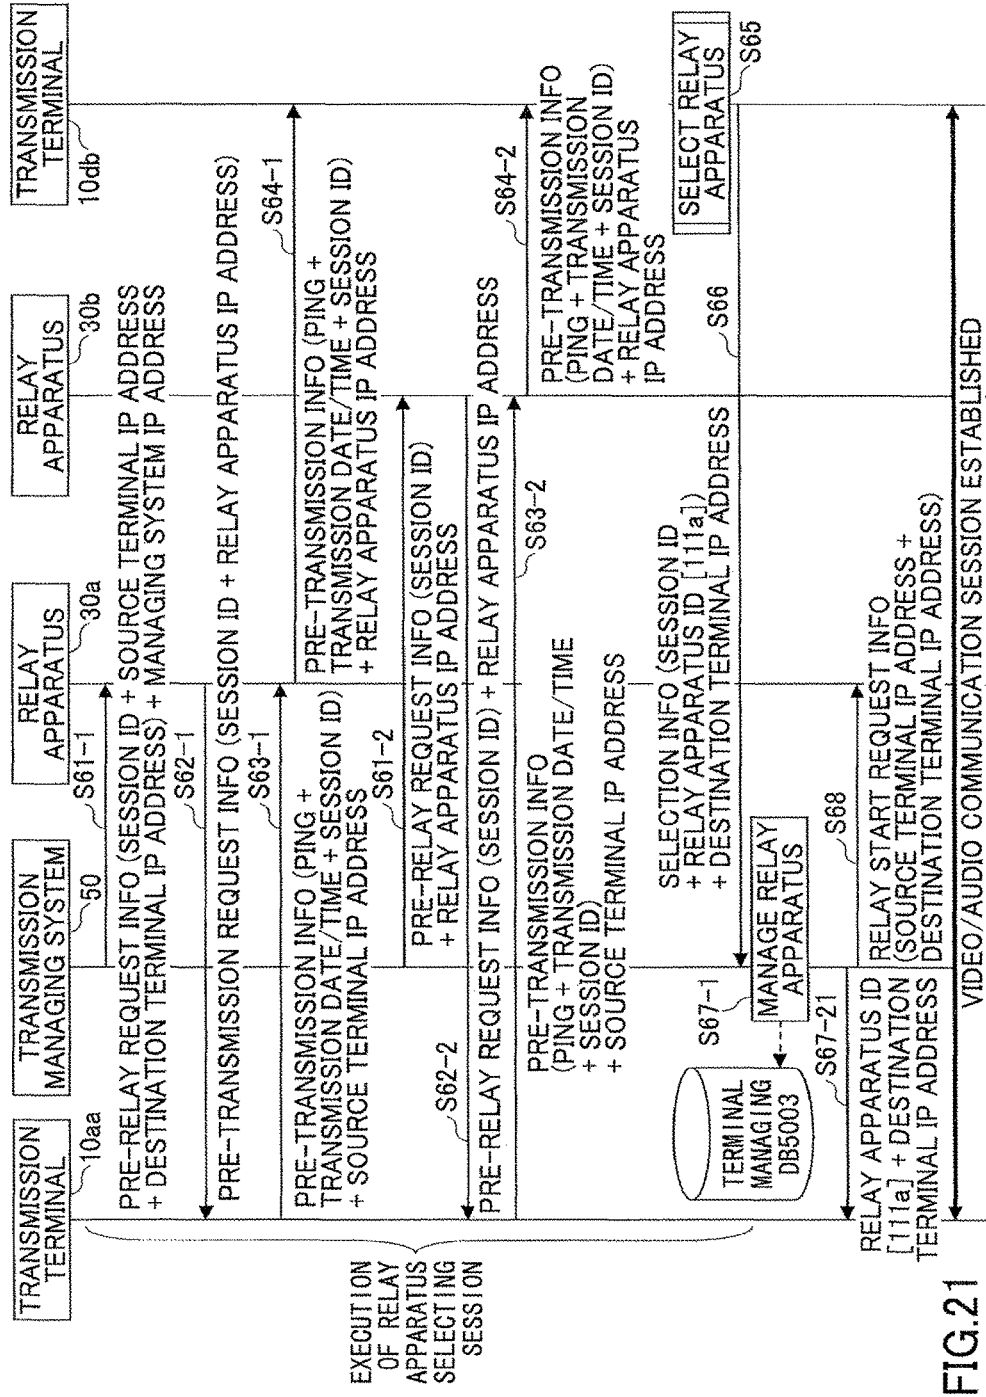 TRANSMISSION
TERMINAL
10aa
TRANSMISSION
MANAGING SYSTEM
50
RELAY
APPARATUS
30a
RELAY
APPARATUS
30b
TRANSMISSION
TERMINAL
10db
S61-1
PRE-RELAY REQUEST INFO (SESSION ID + SOURCE TERMINAL IP ADDRESS
+ DESTINATION TERMINAL IP ADDRESS) + MANAGING SYSTEM IP ADDRESS
S62-1
PRE-TRANSMISSION REQUEST INFO (SESSION ID + RELAY APPARATUS IP ADDRESS)
S63-1
PRE-TRANSMISSION INFO (PING +
TRANSMISSION DATE/TIME + SESSION ID)
+ SOURCE TERMINAL IP ADDRESS
S64-1
PRE-TRANSMISSION INFO (PING +
TRANSMISSION DATE/TIME + SESSION ID)
+ RELAY APPARATUS IP ADDRESS
S61-2
PRE-RELAY REQUEST INFO (SESSION ID)
+ RELAY APPARATUS IP ADDRESS
S62-2
PRE-RELAY REQUEST INFO (SESSION ID) + RELAY APPARATUS IP ADDRESS
S63-2
PRE-TRANSMISSION INFO
(PING + TRANSMISSION DATE/TIME
+ SESSION ID)
+ SOURCE TERMINAL IP ADDRESS
S64-2
PRE-TRANSMISSION INFO
(PING + TRANSMISSION
DATE/TIME + SESSION ID)
+ RELAY APPARATUS
IP ADDRESS
EXECUTION
OF RELAY
APPARATUS
SELECTING
SESSION
SELECT RELAY
APPARATUS
S65
S66
SELECTION INFO (SESSION ID
+ RELAY APPARATUS ID [111a])
+ DESTINATION TERMINAL IP ADDRESS
S67-1
MANAGE RELAY
APPARATUS
TERMINAL
MANAGING
DB5003
S67-21
RELAY APPARATUS ID
[111a] + DESTINATION
TERMINAL IP ADDRESS
S68
RELAY START REQUEST INFO
(SOURCE TERMINAL IP ADDRESS +
DESTINATION TERMINAL IP ADDRESS)
VIDEO/AUDIO COMMUNICATION SESSION ESTABLISHED
FIG.21